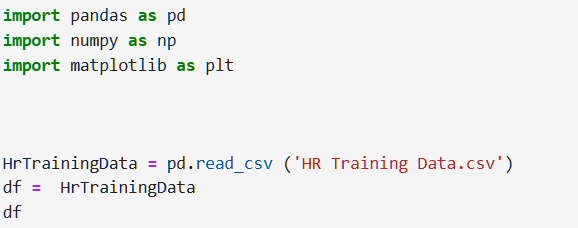 import pandas as pd
import numpy as np
import matplotlib as plt
HrTrainingData = pd.read_csv ('HR Training Data.csv')
df =  HrTrainingData
df